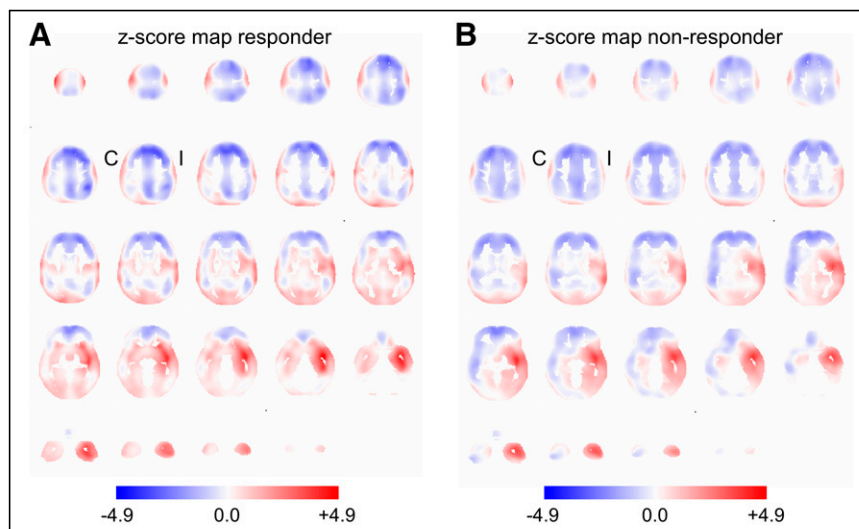 A z-score map responder
B z-score map non-responder
C I
C I
-4.9 0.0 +4.9
-4.9 0.0 +4.9